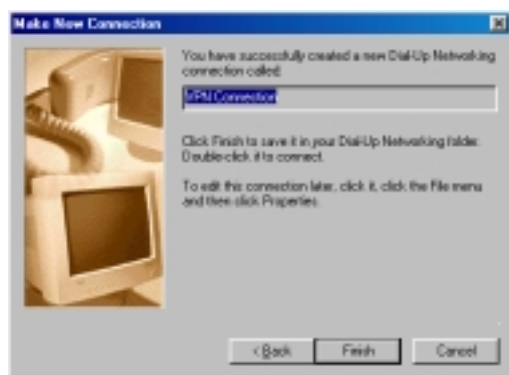 Make New Connection
You have successfully created a new Dial-Up Networking
connection called:
VPN Connection
Click Finish to save it in your Dial-Up Networking folder.
Double-click it to connect.
To edit this connection later, click it, click the File menu
and then click Properties.
< Back
Finish
Cancel